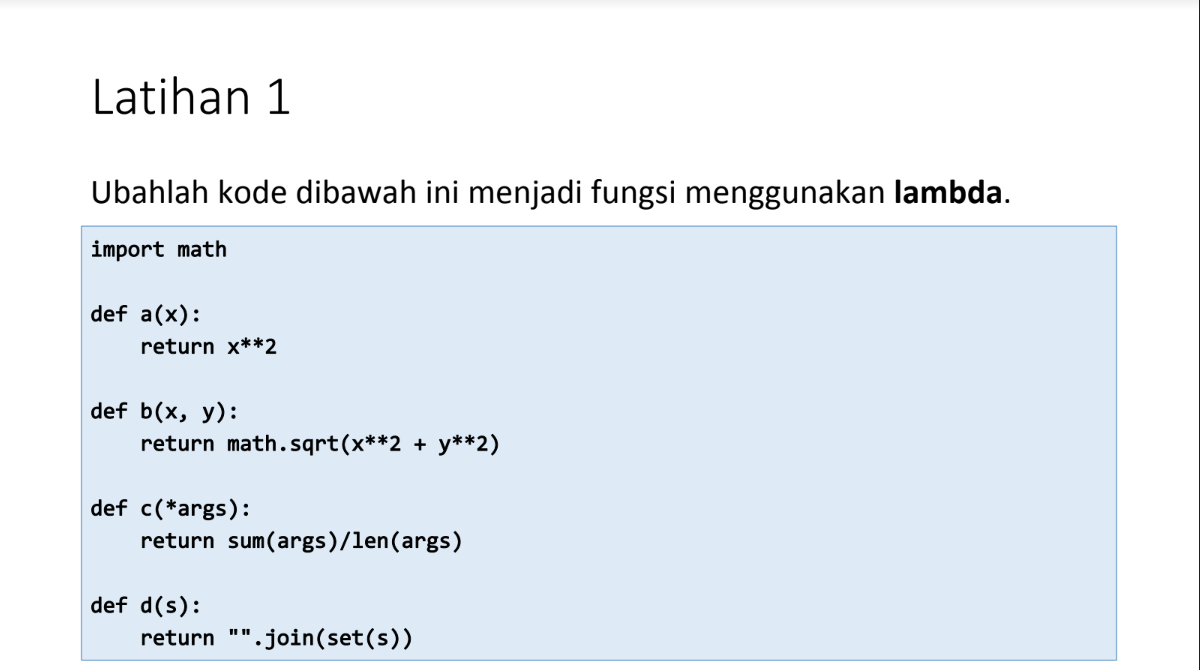 Latihan 1
Ubahlah kode dibawah ini menjadi fungsi menggunakan lambda.
import math
def a(x):
    return x**2
def b(x, y):
    return math.sqrt(x**2 + y**2)
def c(*args):
    return sum(args)/len(args)
def d(s):
    return "".join(set(s))